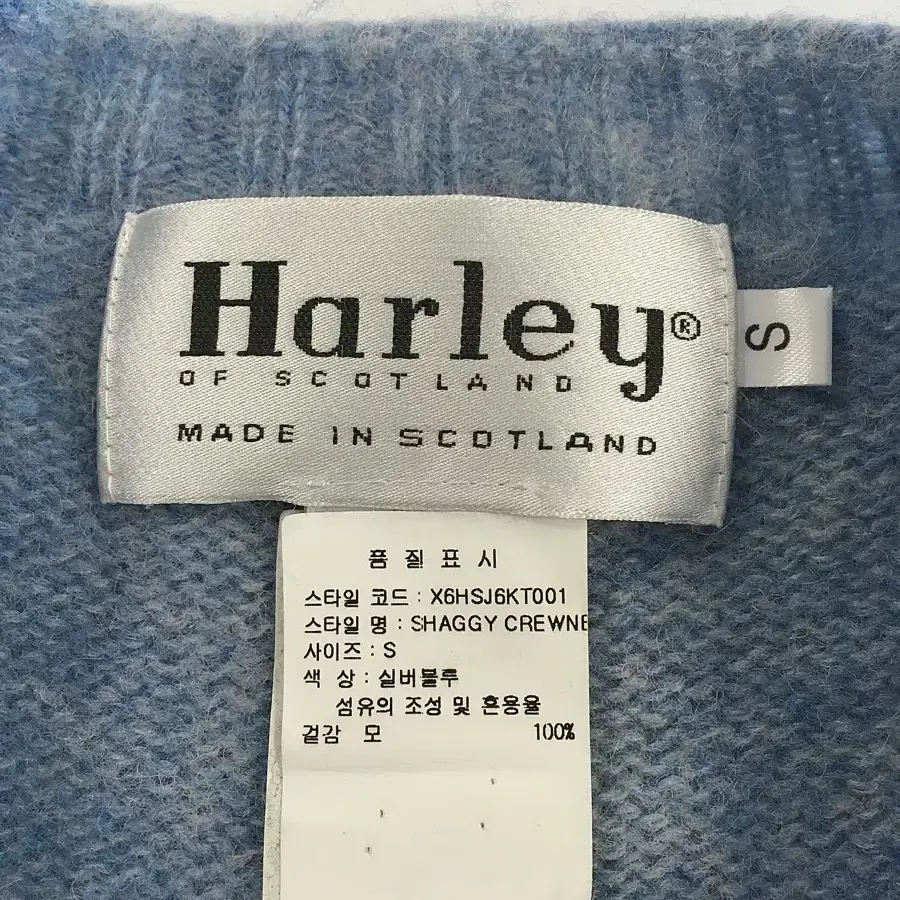 Harley®
OF SCOTLAND
MADE IN SCOTLAND
S
품질표시
스타일 코드 : X6HSJ6KT001
스타일 명 : SHAGGY CREWNE
사이즈 : S
색 상 : 실버블루
섬유의 조성 및 혼용율
겉감 모 100%